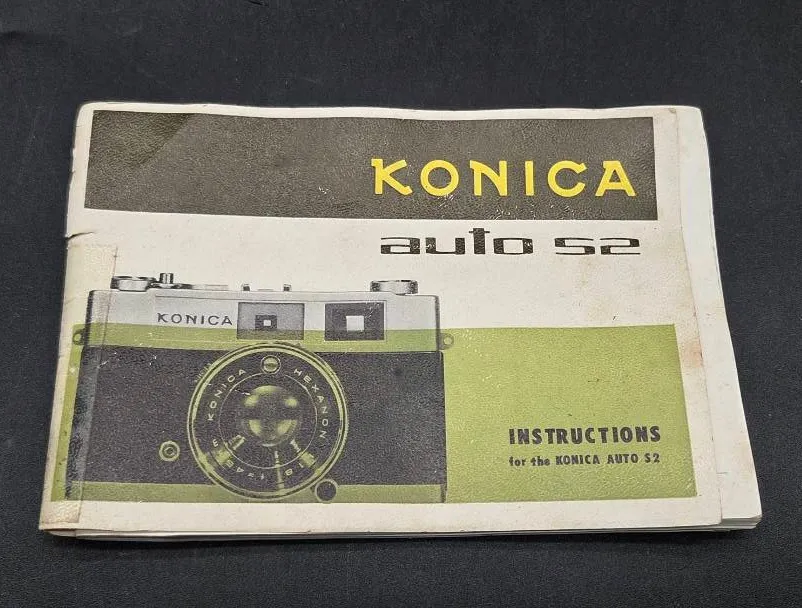 KONICA
auto S2
KONICA
KONICA HEXANON
INSTRUCTIONS
for the KONICA AUTO S2